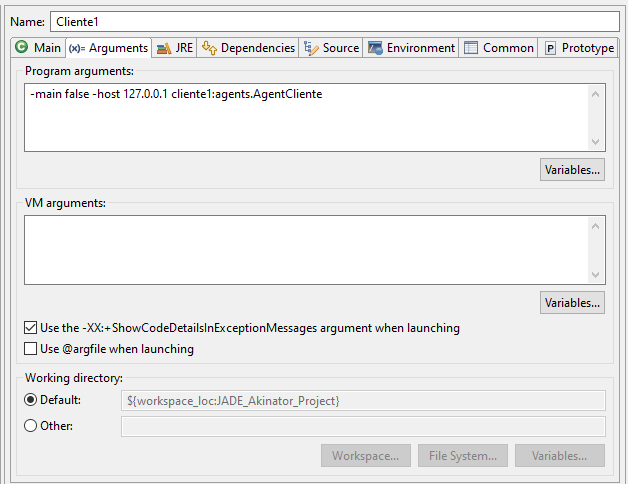 Name: Cliente1
Main (x)= Arguments JRE Dependencies Source Environment Common P Prototype
Program arguments:
-main false -host 127.0.0.1 cliente1:agents.AgentCliente
Variables...
VM arguments:
Variables...
Use the -XX:+ShowCodeDetailsInExceptionMessages argument when launching
Use @argfile when launching
Working directory:
Default: ${workspace_loc:JADE_Akinator_Project}
Other:
Workspace... File System... Variables...